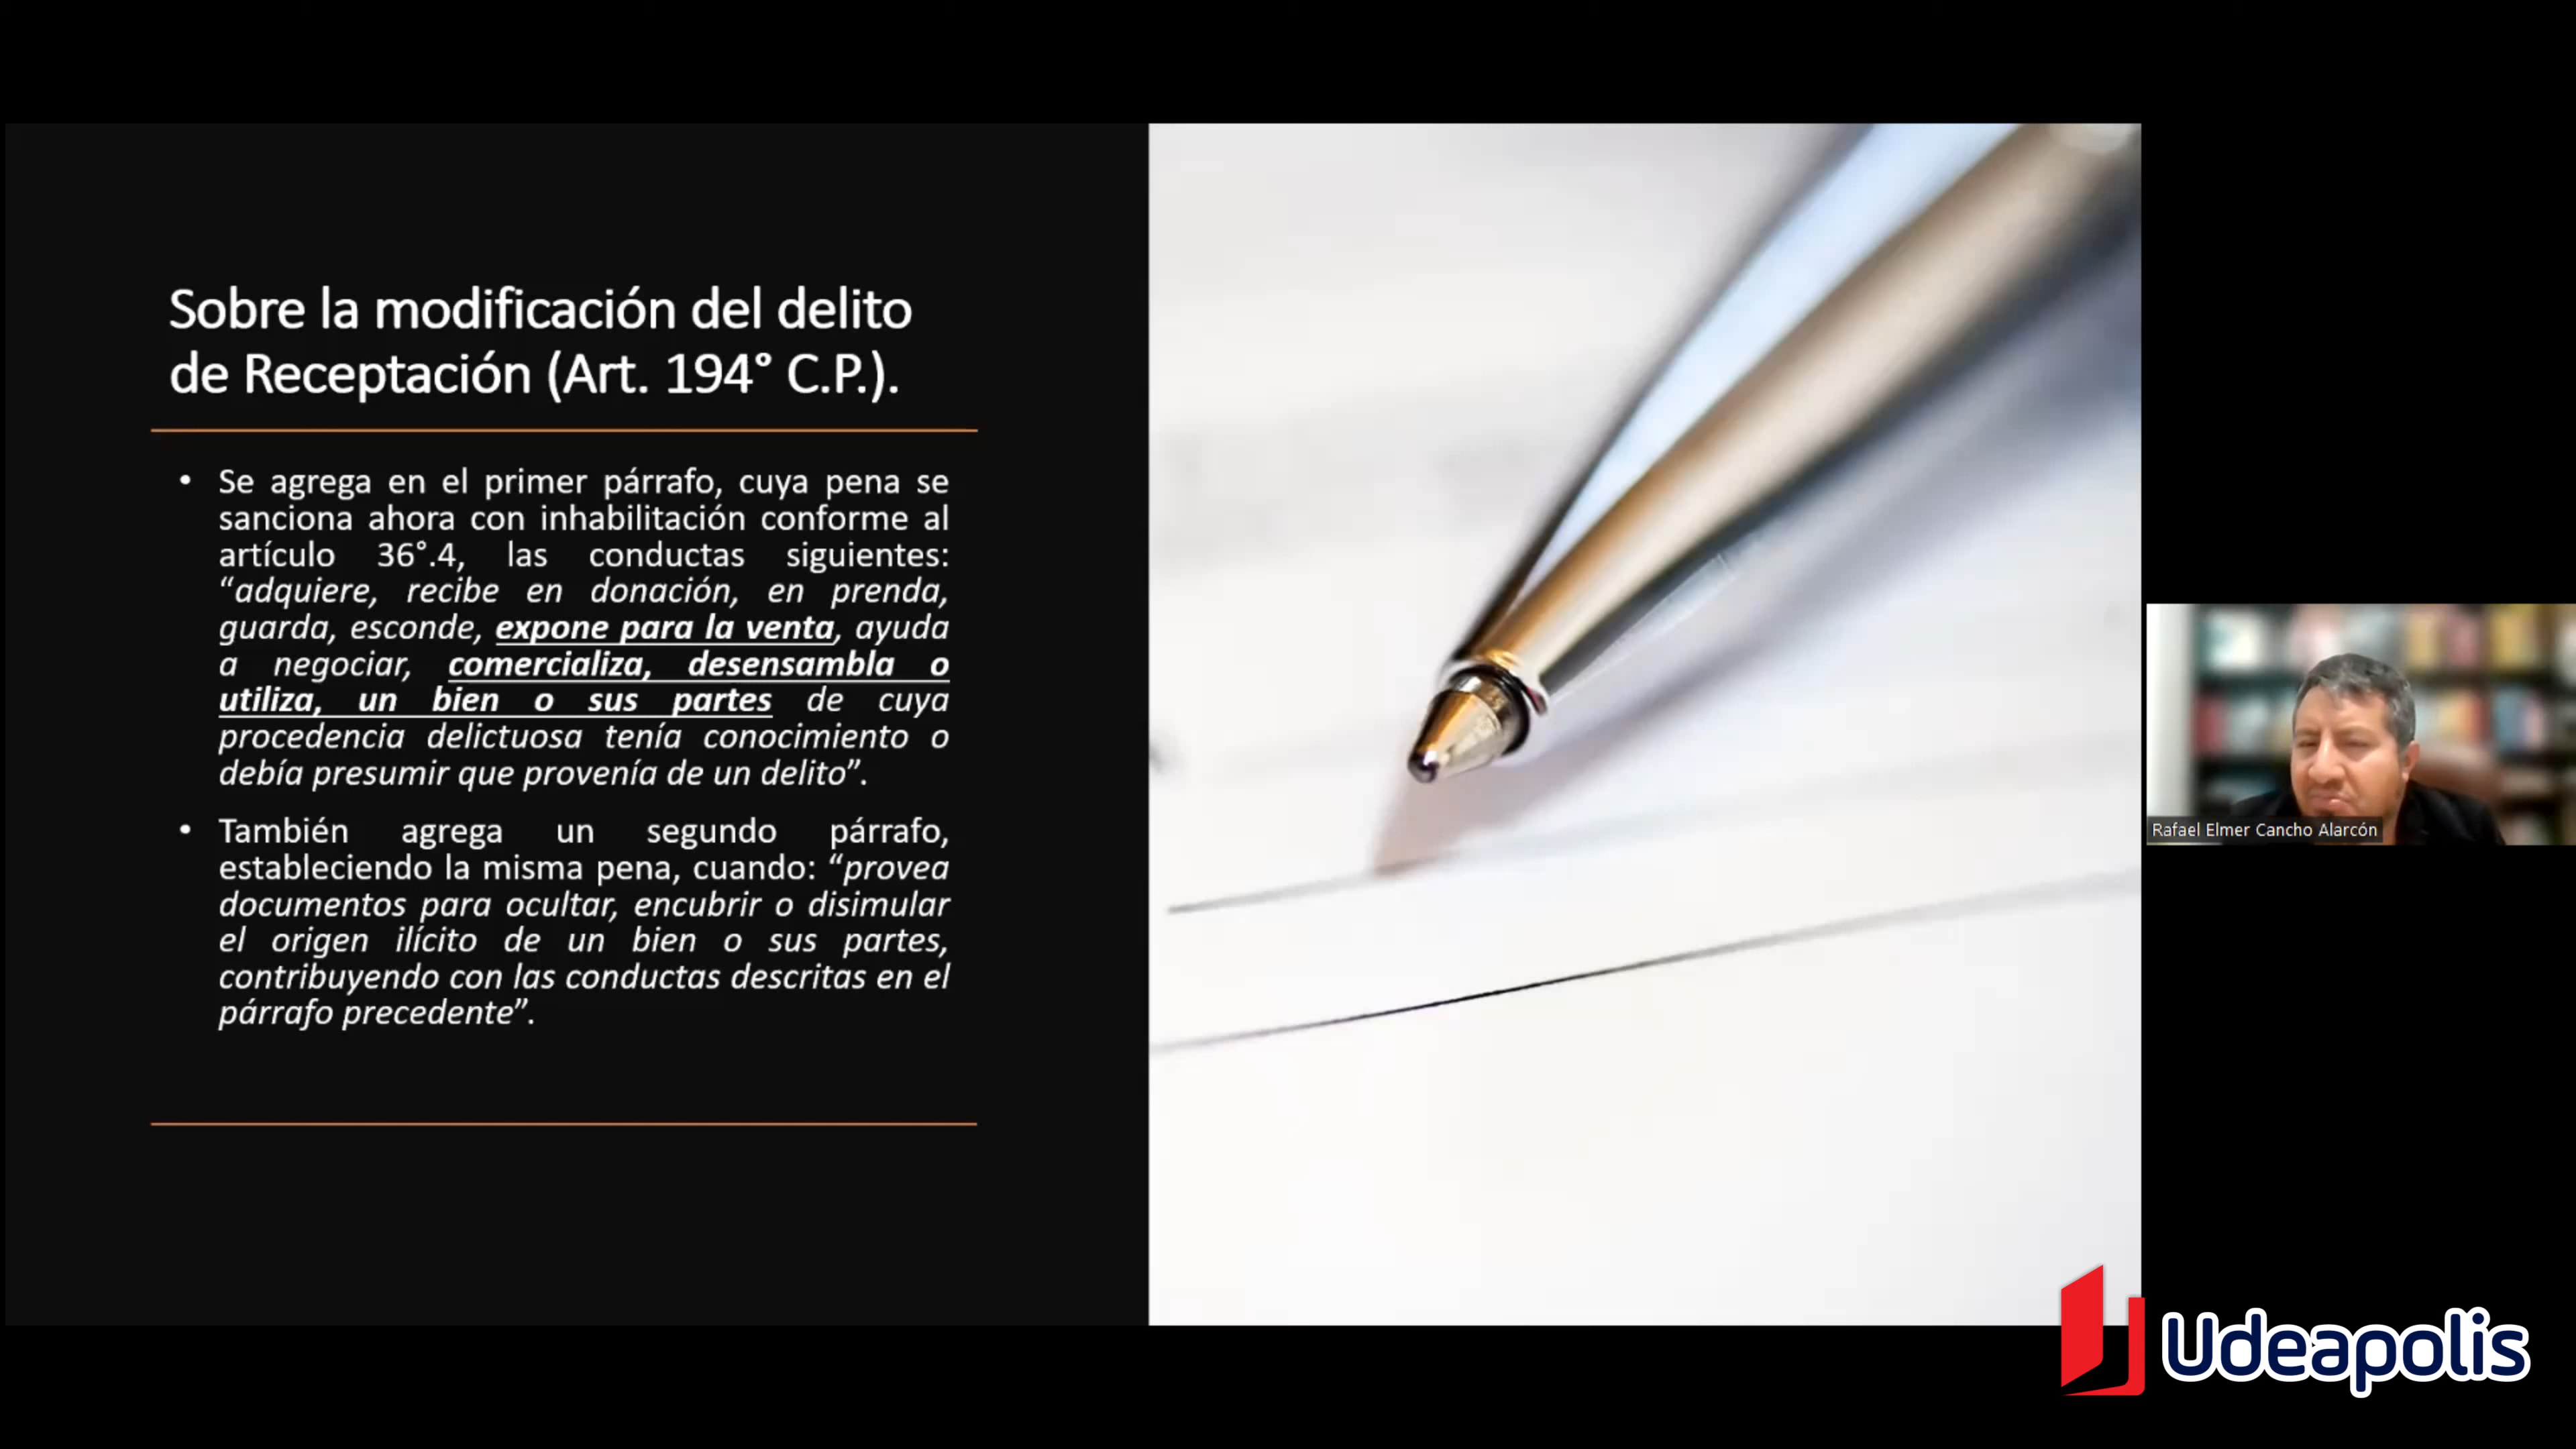 Sobre la modificación del delito
de Receptación (Art. 194° C.P.).
• Se agrega en el primer párrafo, cuya pena se
sanciona ahora con inhabilitación conforme al
artículo 36°.4, las conductas siguientes:
“adquiere, recibe en donación, en prenda,
guarda, esconde, expone para la venta, ayuda
a negociar, comercializa, desensambla o
utiliza, un bien o sus partes de cuya
procedencia delictuosa tenía conocimiento o
debía presumir que provenía de un delito”.
• También agrega un segundo párrafo,
estableciendo la misma pena, cuando: “provea
documentos para ocultar, encubrir o disimular
el origen ilícito de un bien o sus partes,
contribuyendo con las conductas descritas en el
párrafo precedente”.
Rafael Elmer Cancho Alarcón
Udeapolis